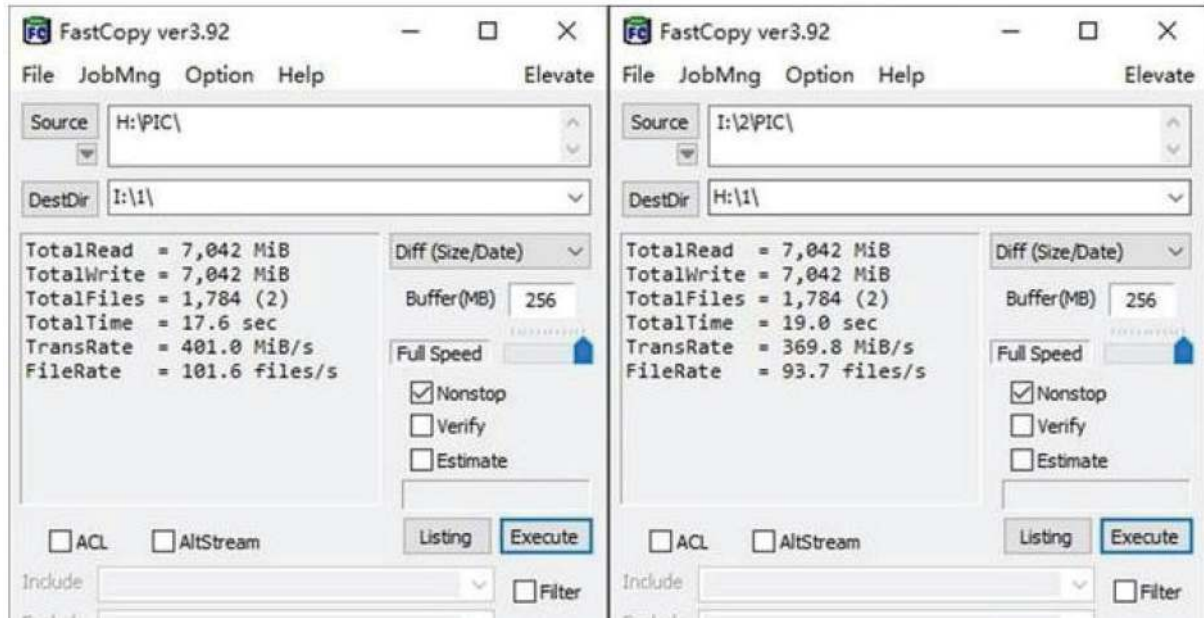 FastCopy ver3.92
File JobMng Option Help Elevate
Source H:\PIC\
DestDir I:\1\
TotalRead = 7,042 MiB
TotalWrite = 7,042 MiB
TotalFiles = 1,784 (2)
TotalTime = 17.6 sec
TransRate = 401.0 MiB/s
FileRate = 101.6 files/s
Diff (Size/Date)
Buffer(MB) 256
Full Speed
Nonstop
Verify
Estimate
ACL AltStream Listing Execute
Include Filter
FastCopy ver3.92
File JobMng Option Help Elevate
Source I:\2\PIC\
DestDir H:\1\
TotalRead = 7,042 MiB
TotalWrite = 7,042 MiB
TotalFiles = 1,784 (2)
TotalTime = 19.0 sec
TransRate = 369.8 MiB/s
FileRate = 93.7 files/s
Diff (Size/Date)
Buffer(MB) 256
Full Speed
Nonstop
Verify
Estimate
ACL AltStream Listing Execute
Include Filter